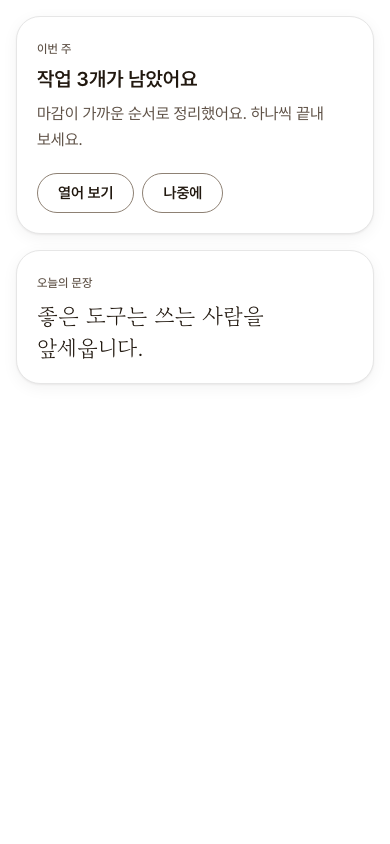 이번 주
작업 3개가 남았어요
마감이 가까운 순서로 정리했어요. 하나씩 끝내
보세요.
열어 보기
나중에
오늘의 문장
좋은 도구는 쓰는 사람을
앞세웁니다.